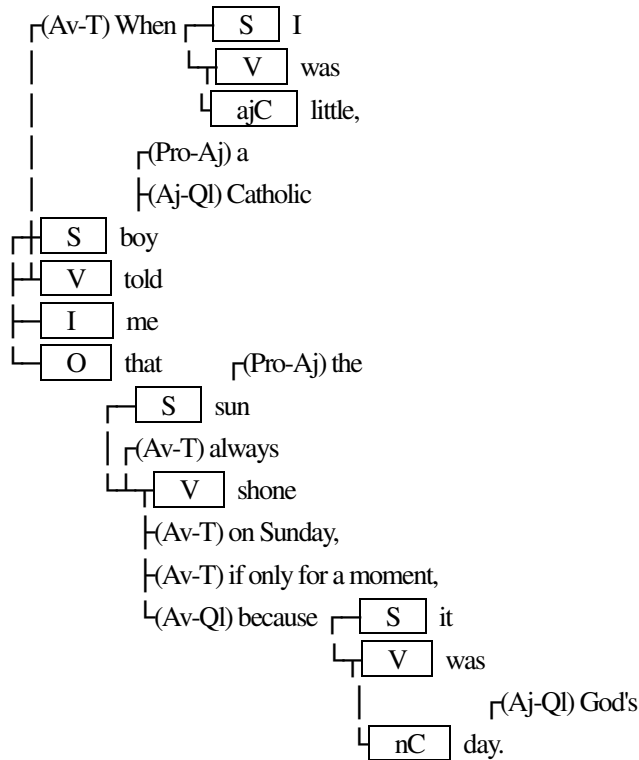 (Av-T) When S I
V was
ajC little,
(Pro-Aj) a
(Aj-Ql) Catholic
S boy
V told
I me
O that
(Pro-Aj) the
S sun
(Av-T) always
V shone
(Av-T) on Sunday,
(Av-T) if only for a moment,
(Av-Ql) because S it
V was
(Aj-Ql) God's
nC day.